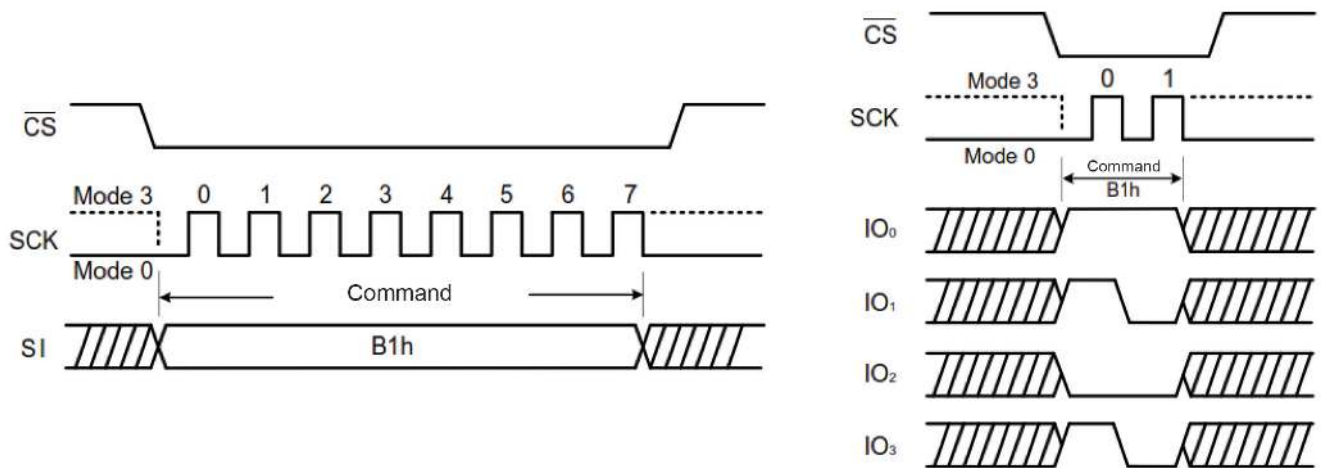 CS
Mode 3 0 1 2 3 4 5 6 7
SCK
Mode 0
Command
SI B1h
CS
Mode 3 0 1
SCK
Mode 0 Command
B1h
IO₀
IO₁
IO₂
IO₃